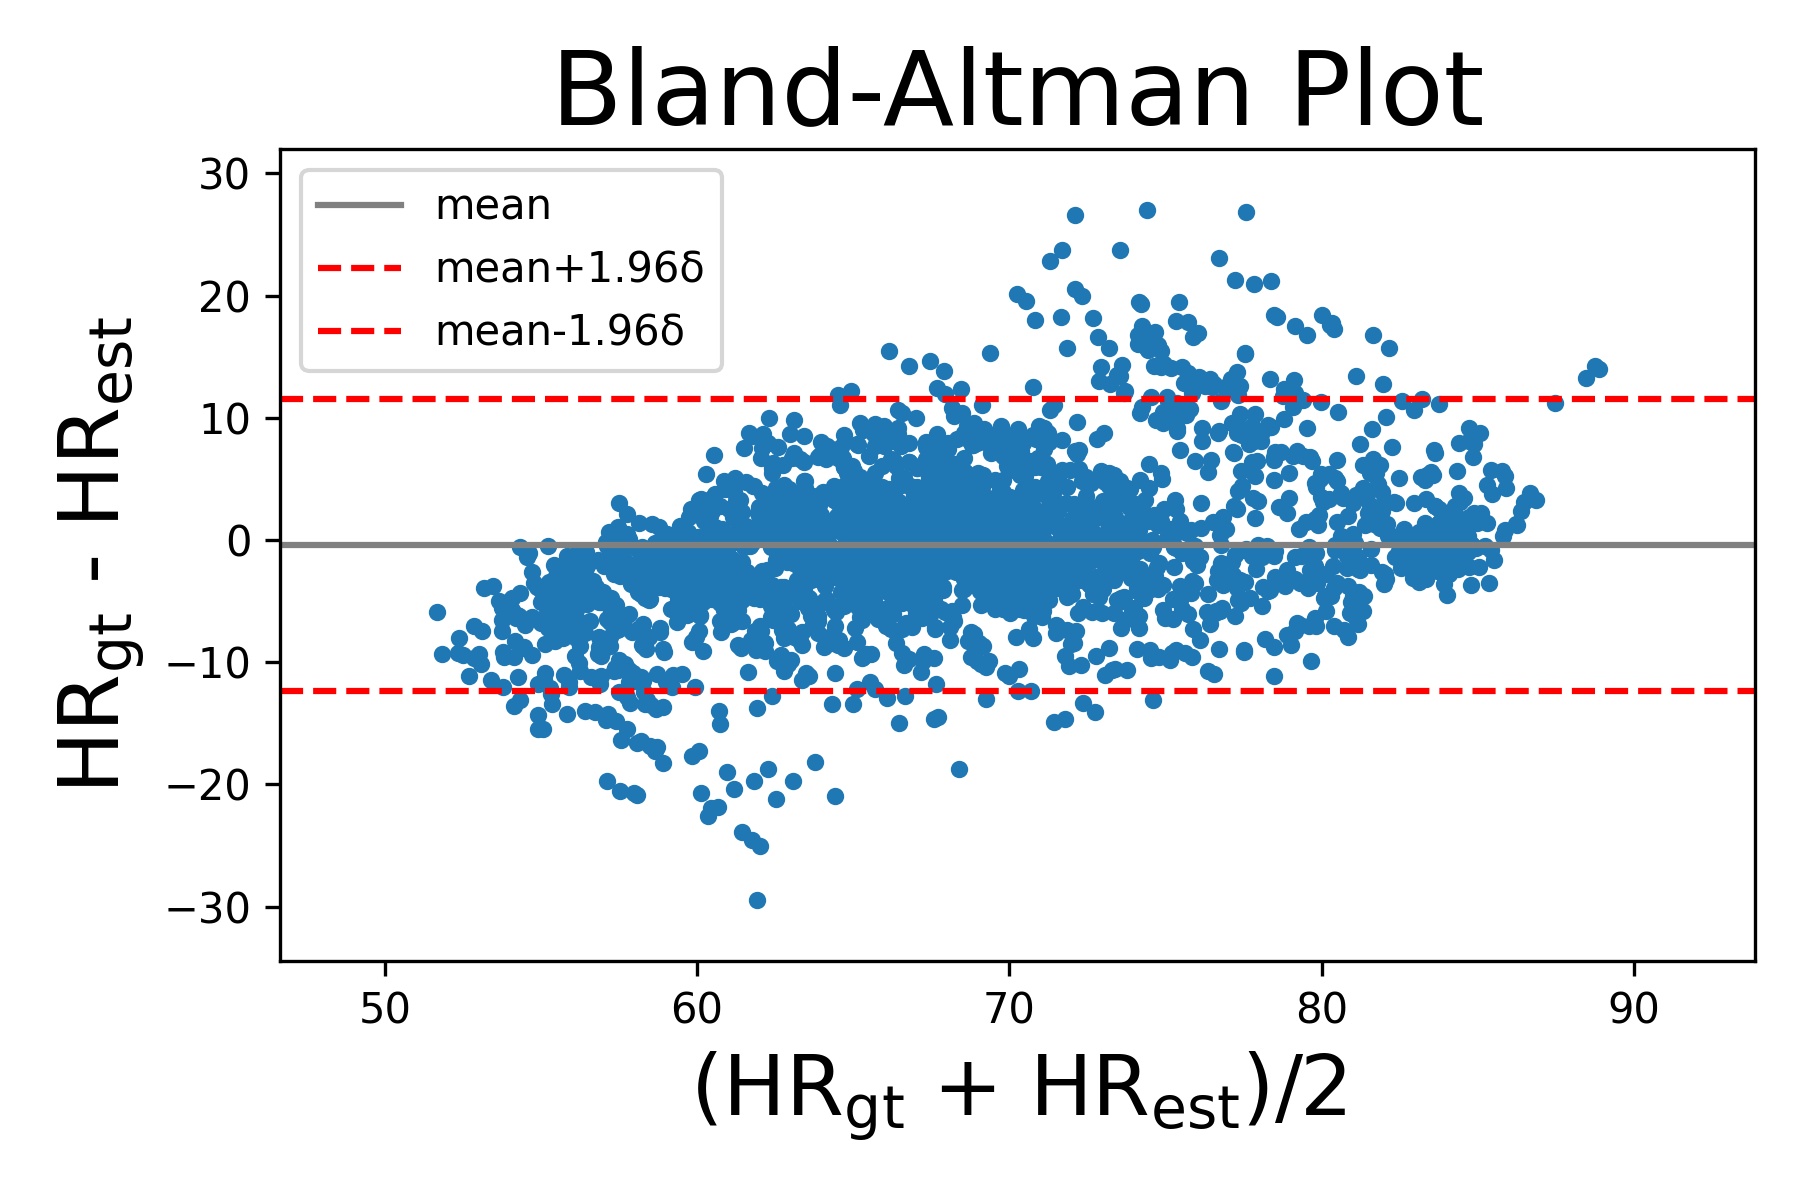 Bland-Altman Plot
mean
mean+1.96δ
mean-1.96δ
HRgt - HRest
30
20
10
0
−10
−20
−30
50 60 70 80 90
(HRgt + HRest)/2